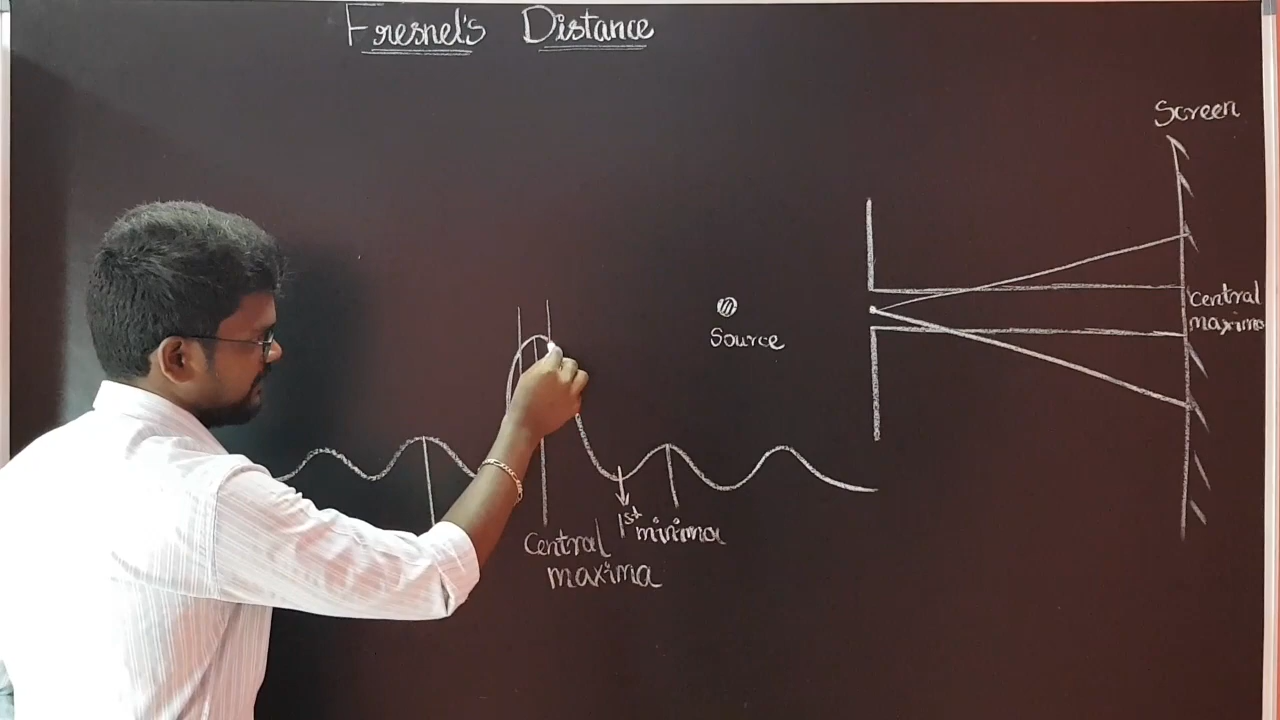 Fresnel's Distance
Screen
Central
maxima
Source
1st minima
Central
maxima